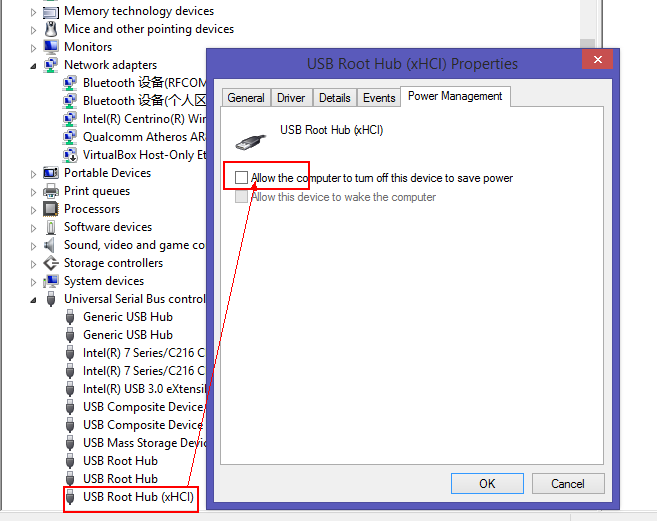 Memory technology devices
Mice and other pointing devices
Monitors
Network adapters
Bluetooth 设备(RFCOM
Bluetooth 设备(个人区
Intel(R) Centrino(R) Wir
Qualcomm Atheros AR
VirtualBox Host-Only Et
Portable Devices
Print queues
Processors
Software devices
Sound, video and game co
Storage controllers
System devices
Universal Serial Bus control
Generic USB Hub
Generic USB Hub
Intel(R) 7 Series/C216 C
Intel(R) 7 Series/C216 C
Intel(R) USB 3.0 eXtensib
USB Composite Device
USB Composite Device
USB Mass Storage Devic
USB Root Hub
USB Root Hub
USB Root Hub (xHCI)
USB Root Hub (xHCI) Properties
General Driver Details Events Power Management
USB Root Hub (xHCI)
Allow the computer to turn off this device to save power
Allow this device to wake the computer
OK Cancel